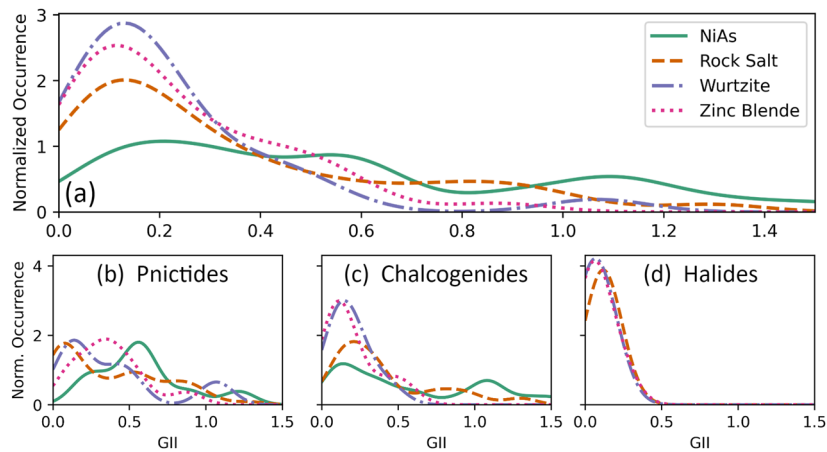 3
2
1
0
Normalized Occurrence
(a)
NiAs
Rock Salt
Wurtzite
Zinc Blende
0.0 0.2 0.4 0.6 0.8 1.0 1.2 1.4
(b) Pnictides
(c) Chalcogenides
(d) Halides
4
2
0
Norm. Occurrence
0.0 0.5 1.0 1.5
0.0 0.5 1.0 1.5
0.0 0.5 1.0 1.5
GII
GII
GII